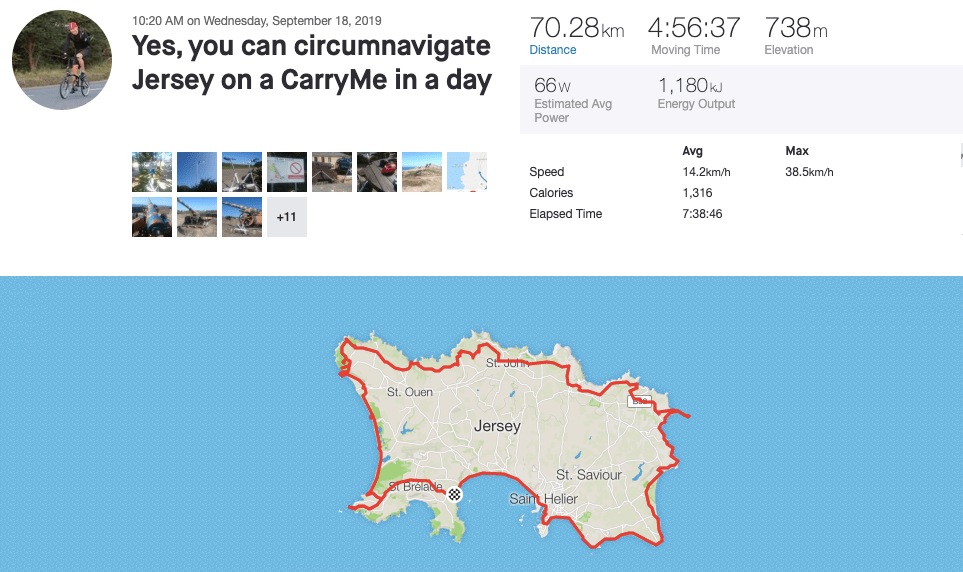 10:20 AM on Wednesday, September 18, 2019
Yes, you can circumnavigate
Jersey on a CarryMe in a day
+11
70.28km 4:56:37 738m
Distance Moving Time Elevation
66W 1,180kJ
Estimated Avg Energy Output
Power
Avg Max
Speed 14.2km/h 38.5km/h
Calories 1,316
Elapsed Time 7:38:46
St. John
St. Ouen
Jersey
St. Saviour
St Brelade
Saint Helier